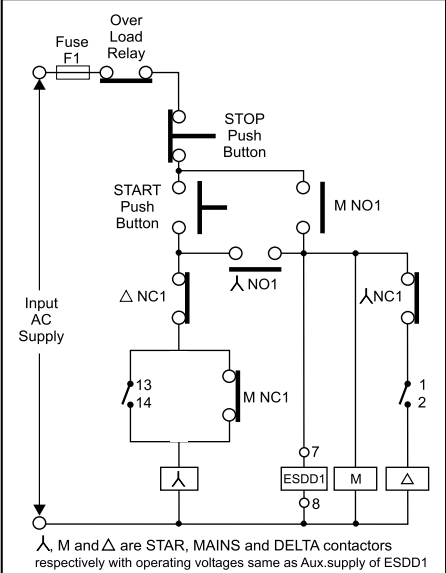 Over
Load
Relay
Fuse
F1
STOP
Push
Button
START
Push
Button
M NO1
⅄ NO1
△ NC1
⅄ NC1
Input
AC
Supply
13
14
M NC1
1
2
7
⅄
ESDD1
M
△
8
⅄, M and △ are STAR, MAINS and DELTA contactors
respectively with operating voltages same as Aux.supply of ESDD1